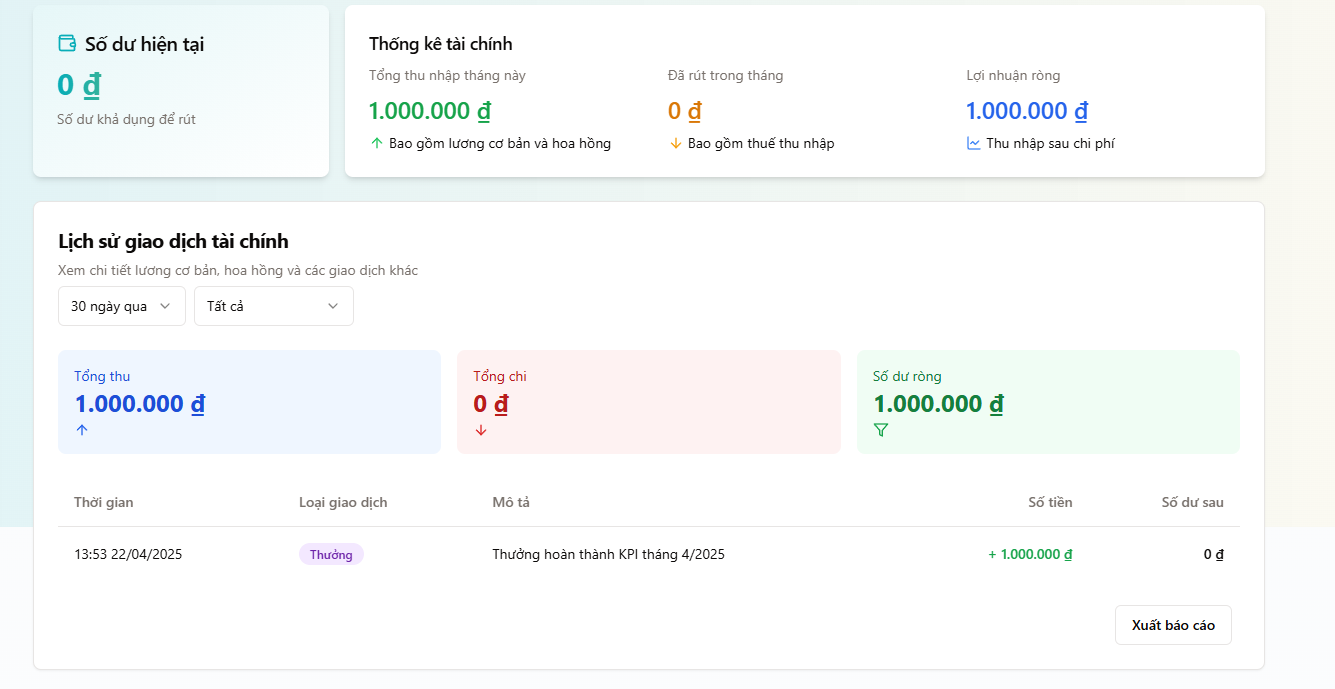 Số dư hiện tại
0 ₫
Số dư khả dụng để rút
Thống kê tài chính
Tổng thu nhập tháng này
1.000.000 ₫
Bao gồm lương cơ bản và hoa hồng
Đã rút trong tháng
0 ₫
Bao gồm thuế thu nhập
Lợi nhuận ròng
1.000.000 ₫
Thu nhập sau chi phí
Lịch sử giao dịch tài chính
Xem chi tiết lương cơ bản, hoa hồng và các giao dịch khác
30 ngày qua
Tất cả
Tổng thu
1.000.000 ₫
Tổng chi
0 ₫
Số dư ròng
1.000.000 ₫
Thời gian Loại giao dịch Mô tả Số tiền Số dư sau
13:53 22/04/2025 Thưởng Thưởng hoàn thành KPI tháng 4/2025 + 1.000.000 ₫ 0 ₫
Xuất báo cáo